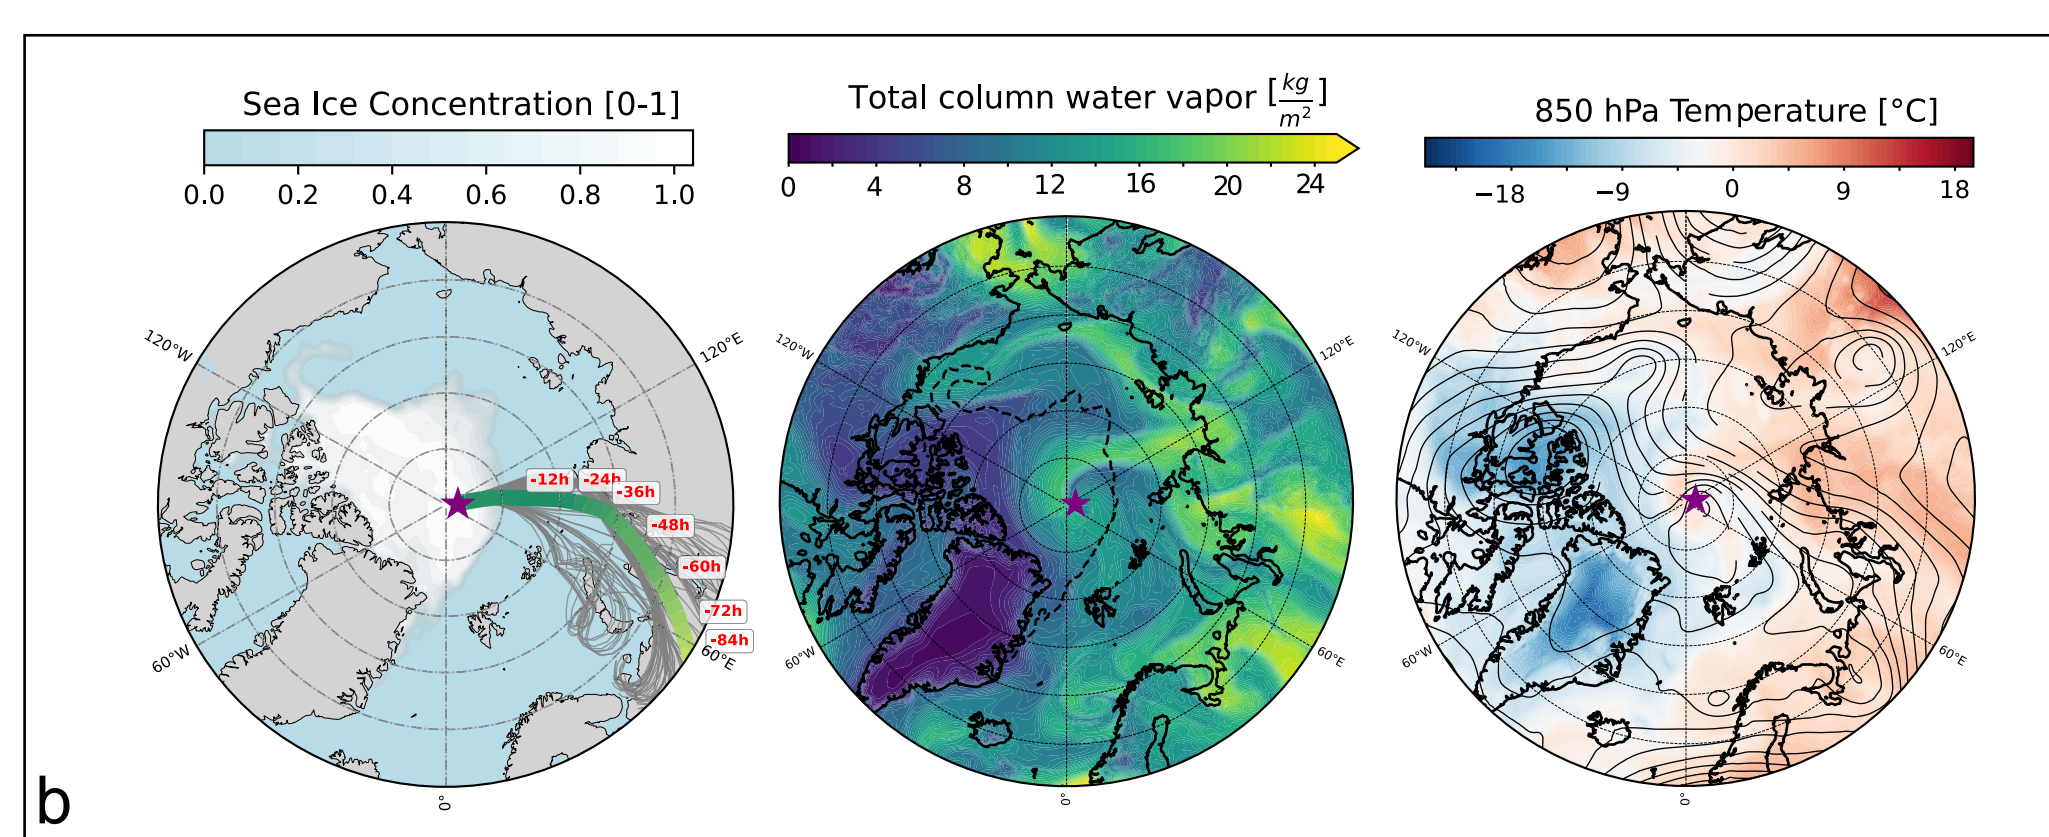 Sea Ice Concentration [0-1]
0.0 0.2 0.4 0.6 0.8 1.0
120°W
120°E
-12h
-24h
-36h
-48h
-60h
-72h
-84h
60°W
60°E
0°
Total column water vapor [kg/m²]
0 4 8 12 16 20 24
120°W
120°E
60°W
60°E
0°
850 hPa Temperature [°C]
−18 −9 0 9 18
120°W
120°E
60°W
60°E
0°
b